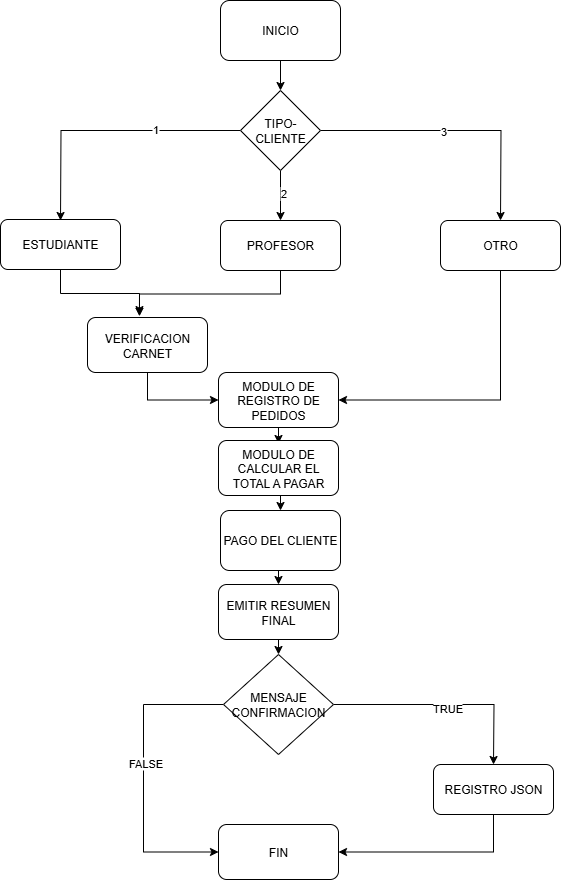 INICIO
TIPO-
CLIENTE
1
3
2
ESTUDIANTE
PROFESOR
OTRO
VERIFICACION
CARNET
MODULO DE
REGISTRO DE
PEDIDOS
MODULO DE
CALCULAR EL
TOTAL A PAGAR
PAGO DEL CLIENTE
EMITIR RESUMEN
FINAL
MENSAJE
CONFIRMACION
TRUE
FALSE
REGISTRO JSON
FIN